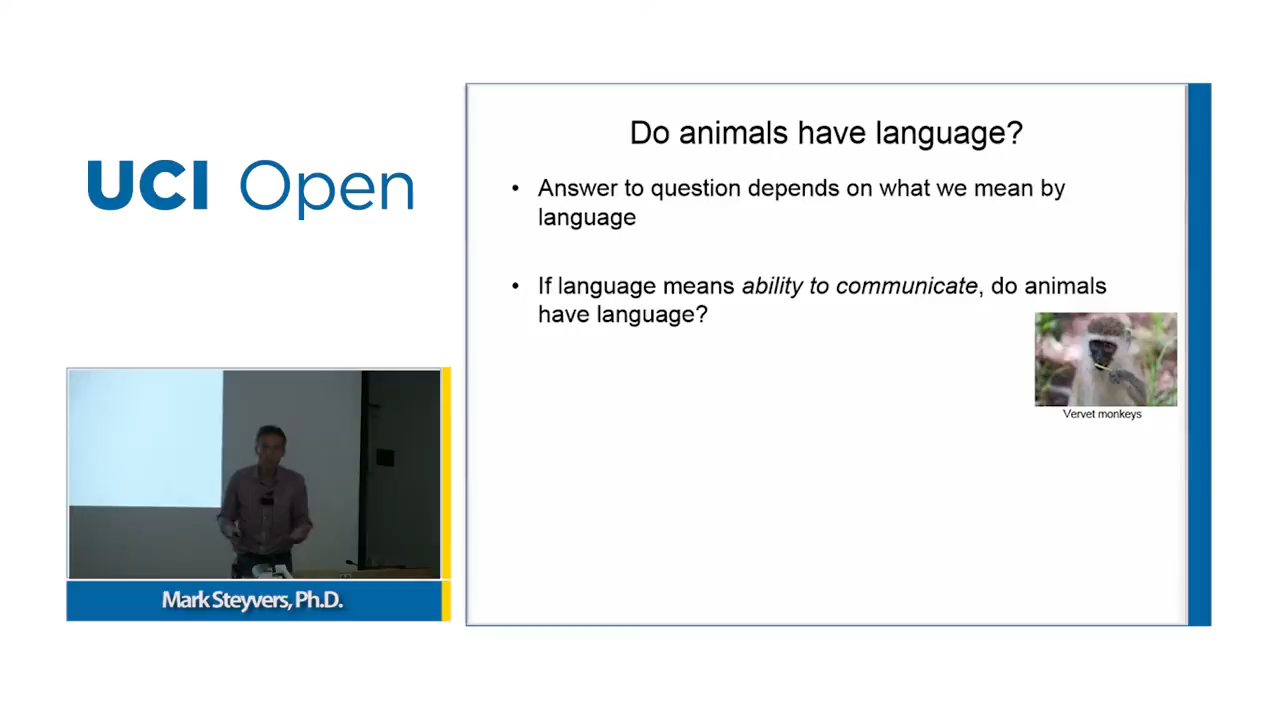 UCI Open
Do animals have language?
• Answer to question depends on what we mean by
language
• If language means ability to communicate, do animals
have language?
Vervet monkeys
Mark Steyvers, Ph.D.